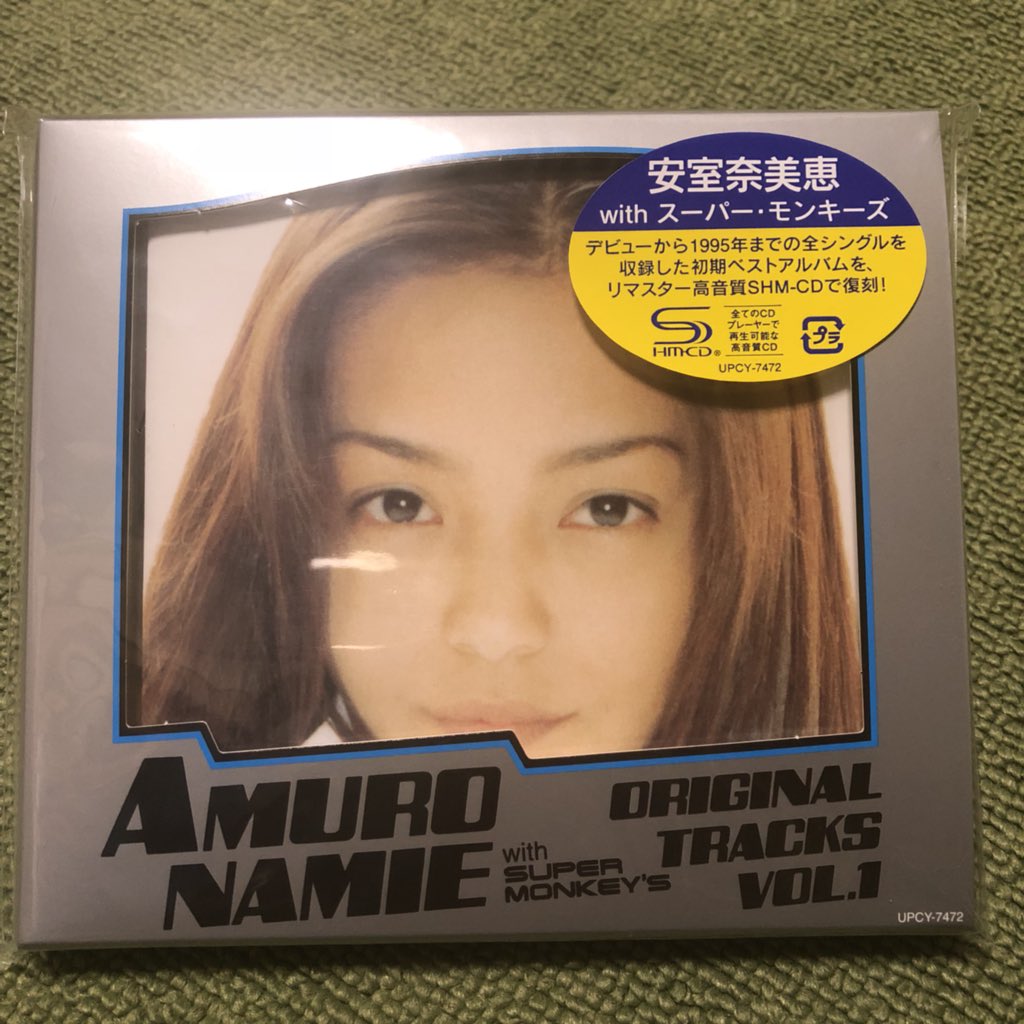 安室奈美恵
with スーパー・モンキーズ
デビューから1995年までの全シングルを
収録した初期ベストアルバムを、
リマスター高音質SHM-CDで復刻!
SHM-CD®
全てのCD
プレーヤーで
再生可能な
高音質CD
プラ
UPCY-7472
AMURO
NAMIE
with
SUPER
MONKEY'S
ORIGINAL
TRACKS
VOL.1
UPCY-7472